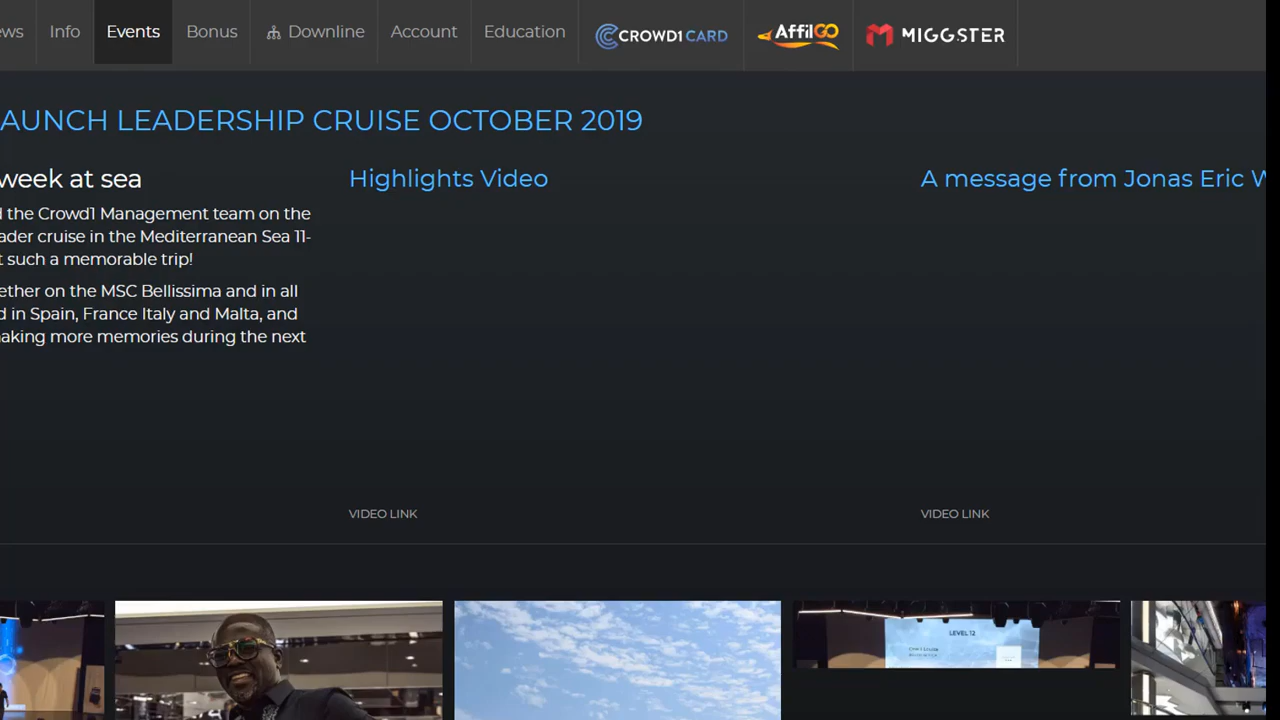 ws
Info
Events
Bonus
Downline
Account
Education
CROWD1 CARD
AffilGO
MIGGSTER
AUNCH LEADERSHIP CRUISE OCTOBER 2019
week at sea
d the Crowd1 Management team on the
ader cruise in the Mediterranean Sea 11-
t such a memorable trip!
ether on the MSC Bellissima and in all
d in Spain, France Italy and Malta, and
aking more memories during the next
Highlights Video
VIDEO LINK
A message from Jonas Eric W
VIDEO LINK
LEVEL 12